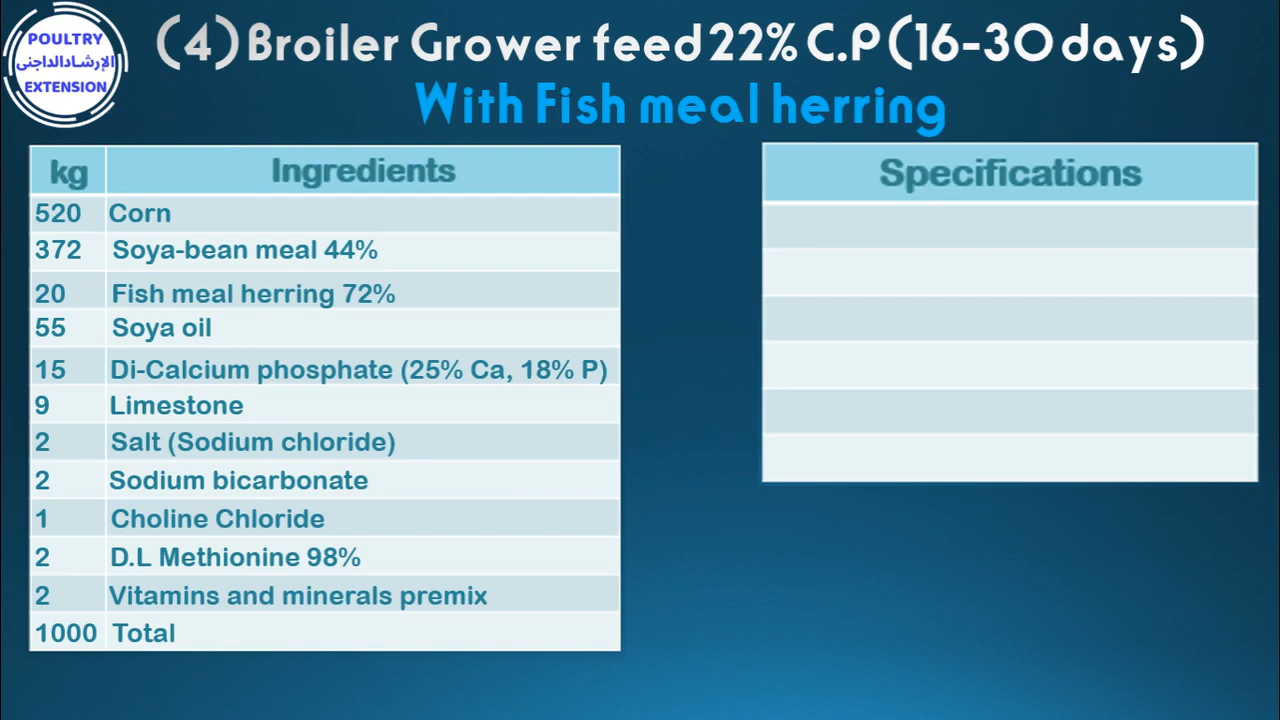 POULTRY
الإرشادالداجنى
EXTENSION
(4)Broiler Grower feed 22% C.P (16-30 days)
With Fish meal herring
kg Ingredients
520 Corn
372 Soya-bean meal 44%
20 Fish meal herring 72%
55 Soya oil
15 Di-Calcium phosphate (25% Ca, 18% P)
9 Limestone
2 Salt (Sodium chloride)
2 Sodium bicarbonate
1 Choline Chloride
2 D.L Methionine 98%
2 Vitamins and minerals premix
1000 Total
Specifications